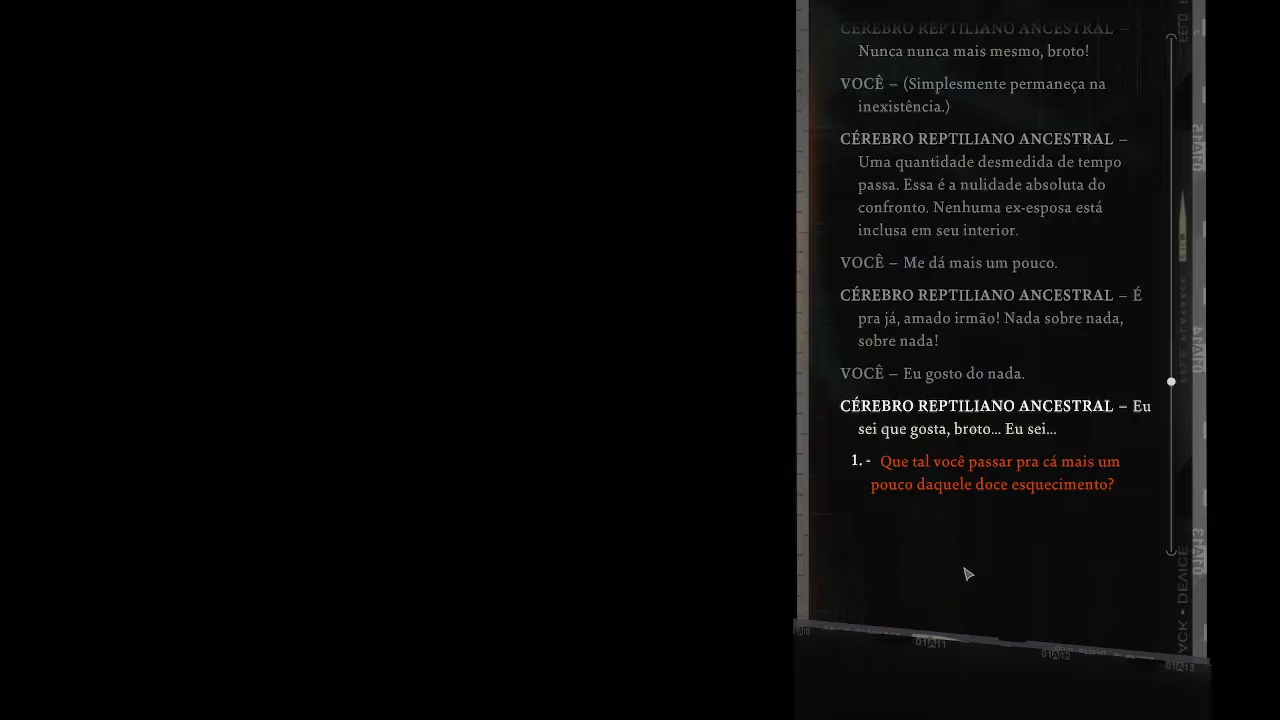 CÉREBRO REPTILIANO ANCESTRAL –
Nunca nunca mais mesmo, broto!
VOCÊ – (Simplesmente permaneça na
inexistência.)
CÉREBRO REPTILIANO ANCESTRAL –
Uma quantidade desmedida de tempo
passa. Essa é a nulidade absoluta do
confronto. Nenhuma ex-esposa está
inclusa em seu interior.
VOCÊ – Me dá mais um pouco.
CÉREBRO REPTILIANO ANCESTRAL – É
pra já, amado irmão! Nada sobre nada,
sobre nada!
VOCÊ – Eu gosto do nada.
CÉREBRO REPTILIANO ANCESTRAL – Eu
sei que gosta, broto... Eu sei...
1. - Que tal você passar pra cá mais um
pouco daquele doce esquecimento?